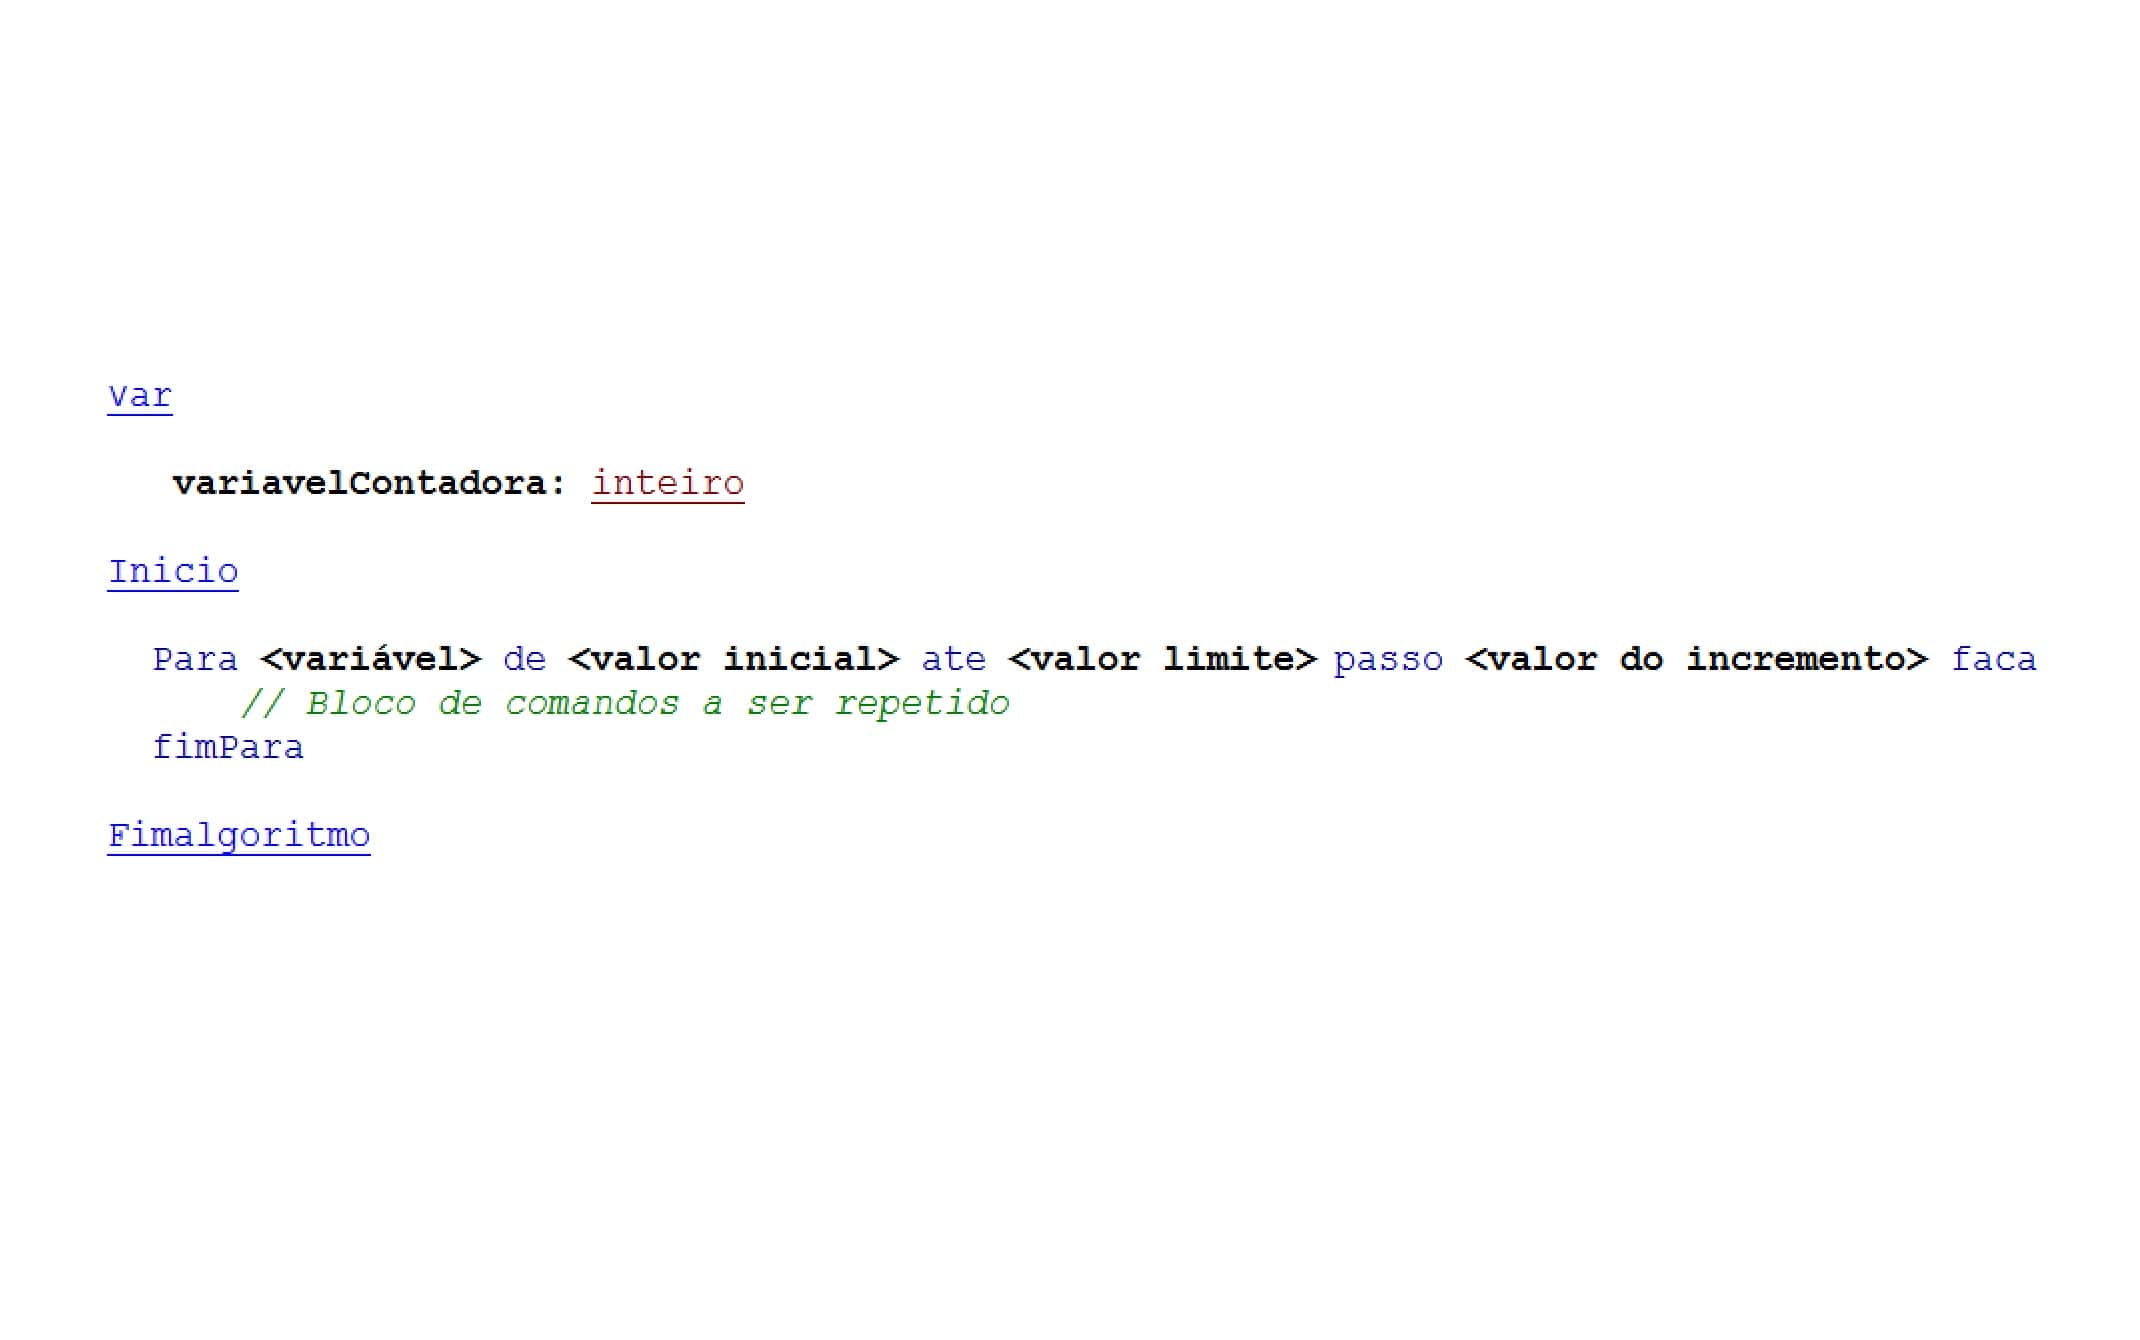 Var
variavelContadora: inteiro
Inicio
Para <variável> de <valor inicial> ate <valor limite> passo <valor do incremento> faca
// Bloco de comandos a ser repetido
fimPara
Fimalgoritmo